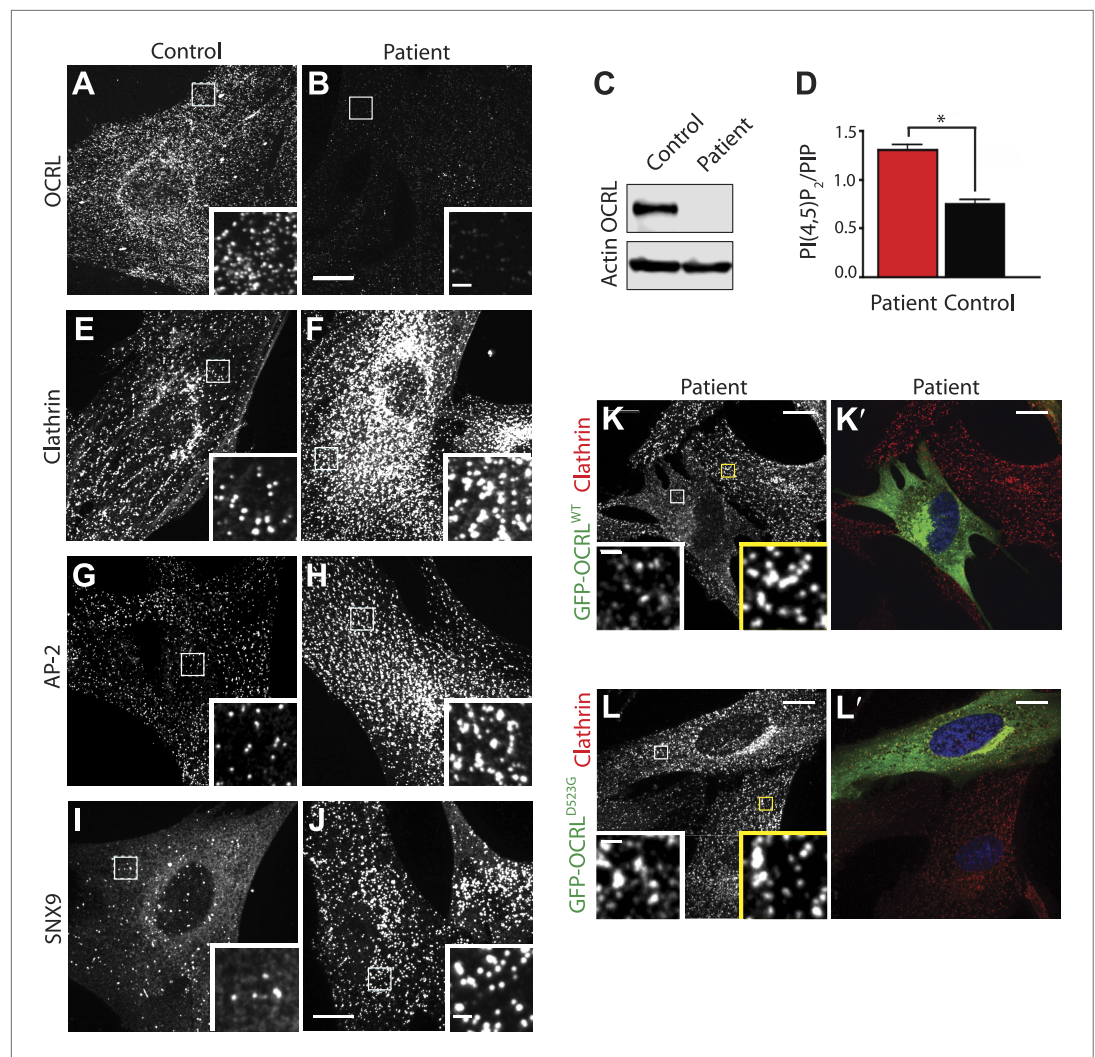 Control
Patient
A
B
OCRL
C
Control
Patient
OCRL
Actin
D
*
1.5
1.0
0.5
0.0
PI(4,5)P₂/PIP
Patient
Control
E
F
Clathrin
G
H
AP-2
I
J
SNX9
Patient
Patient
K
K′
GFP-OCRLᵂᵀ Clathrin
L
L′
GFP-OCRLᴰ⁵²³ᴳ Clathrin